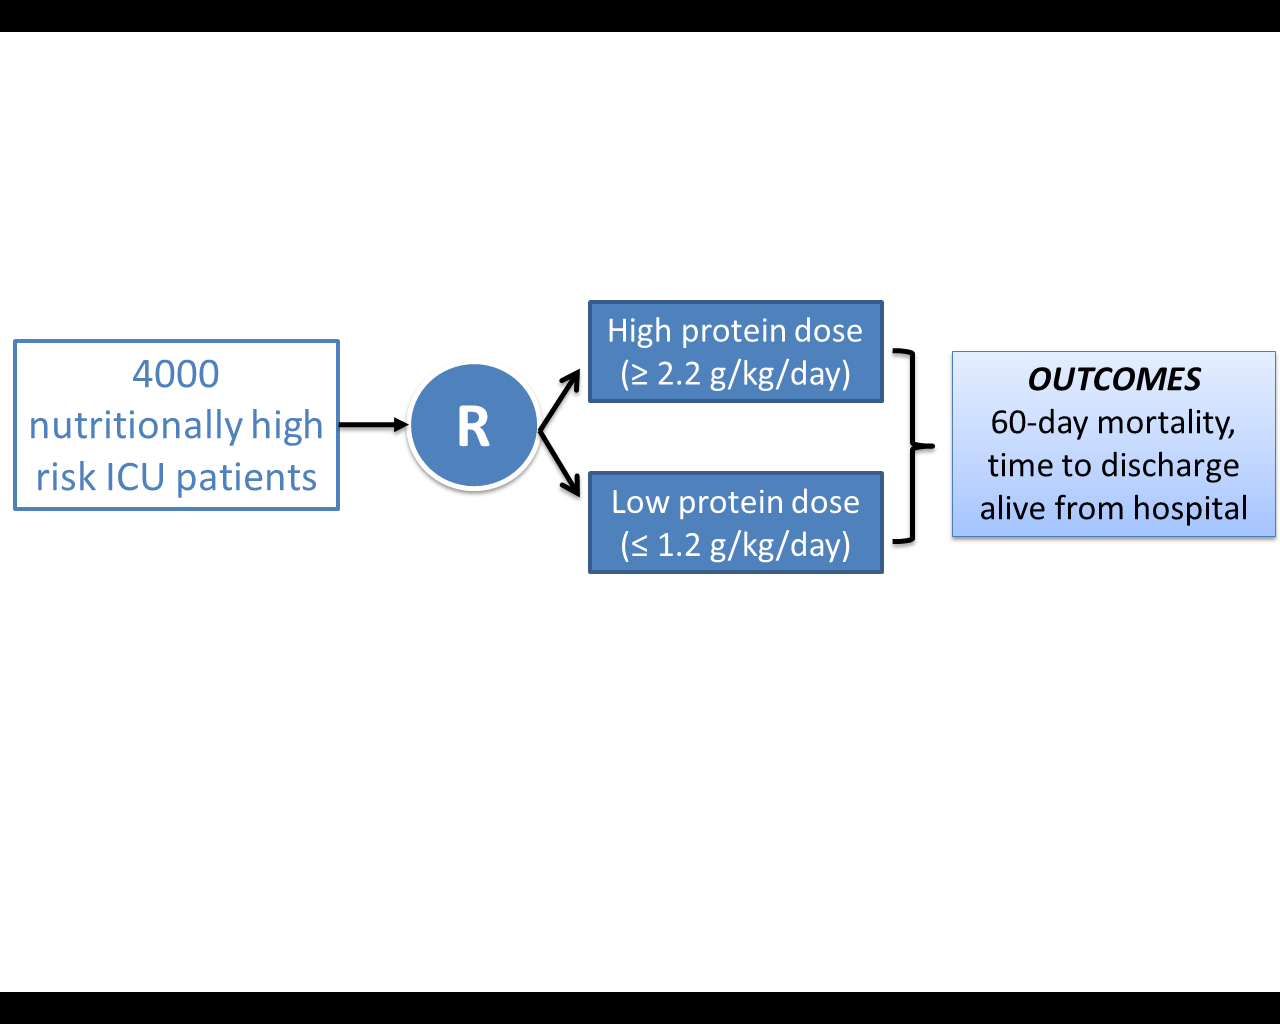 4000
nutritionally high
risk ICU patients
R
High protein dose
(≥ 2.2 g/kg/day)
Low protein dose
(≤ 1.2 g/kg/day)
OUTCOMES
60-day mortality,
time to discharge
alive from hospital